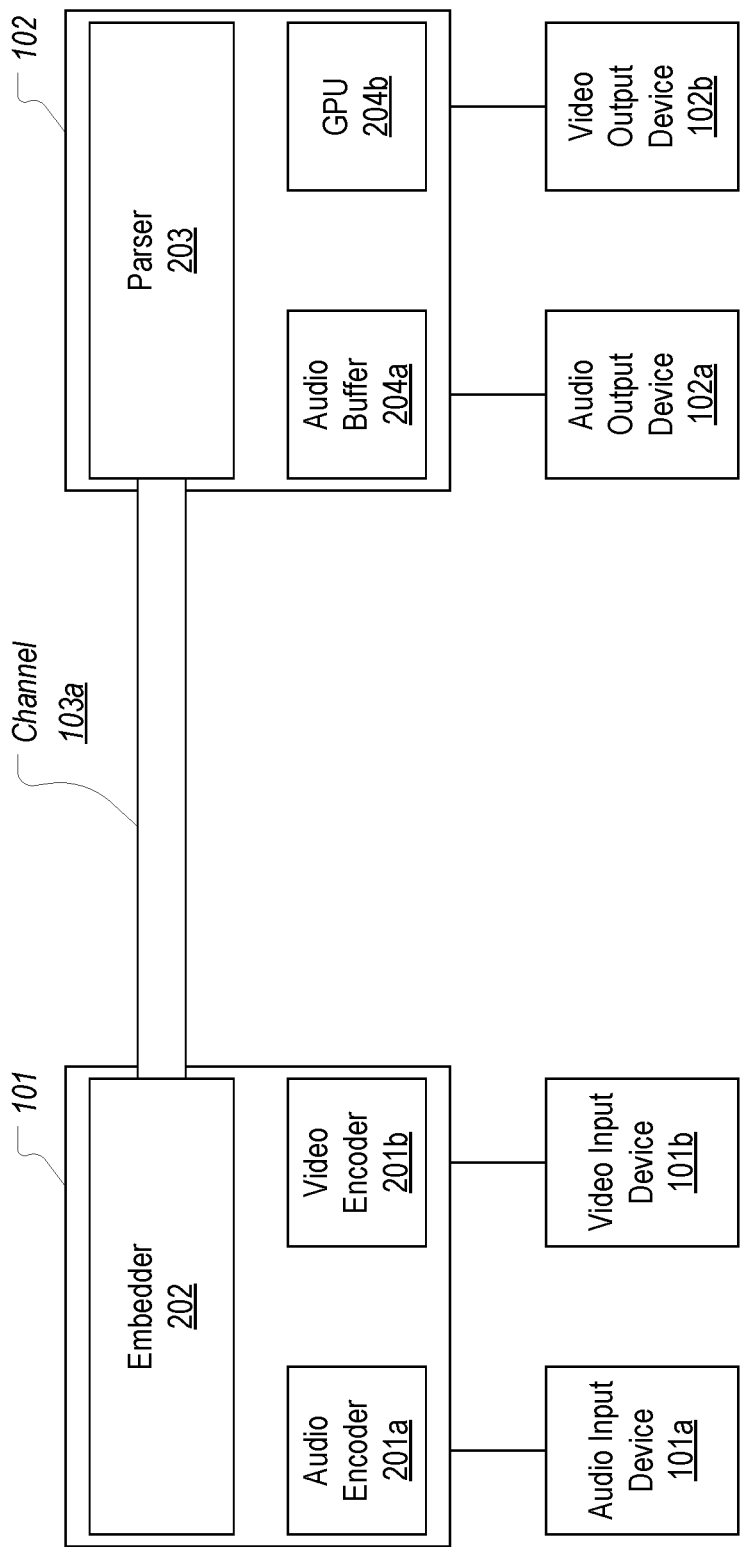 101
Channel
103a
102
Embedder
202
Parser
203
Audio
Encoder
201a
Video
Encoder
201b
Audio
Buffer
204a
GPU
204b
Audio Input
Device
101a
Video Input
Device
101b
Audio
Output
Device
102a
Video
Output
Device
102b